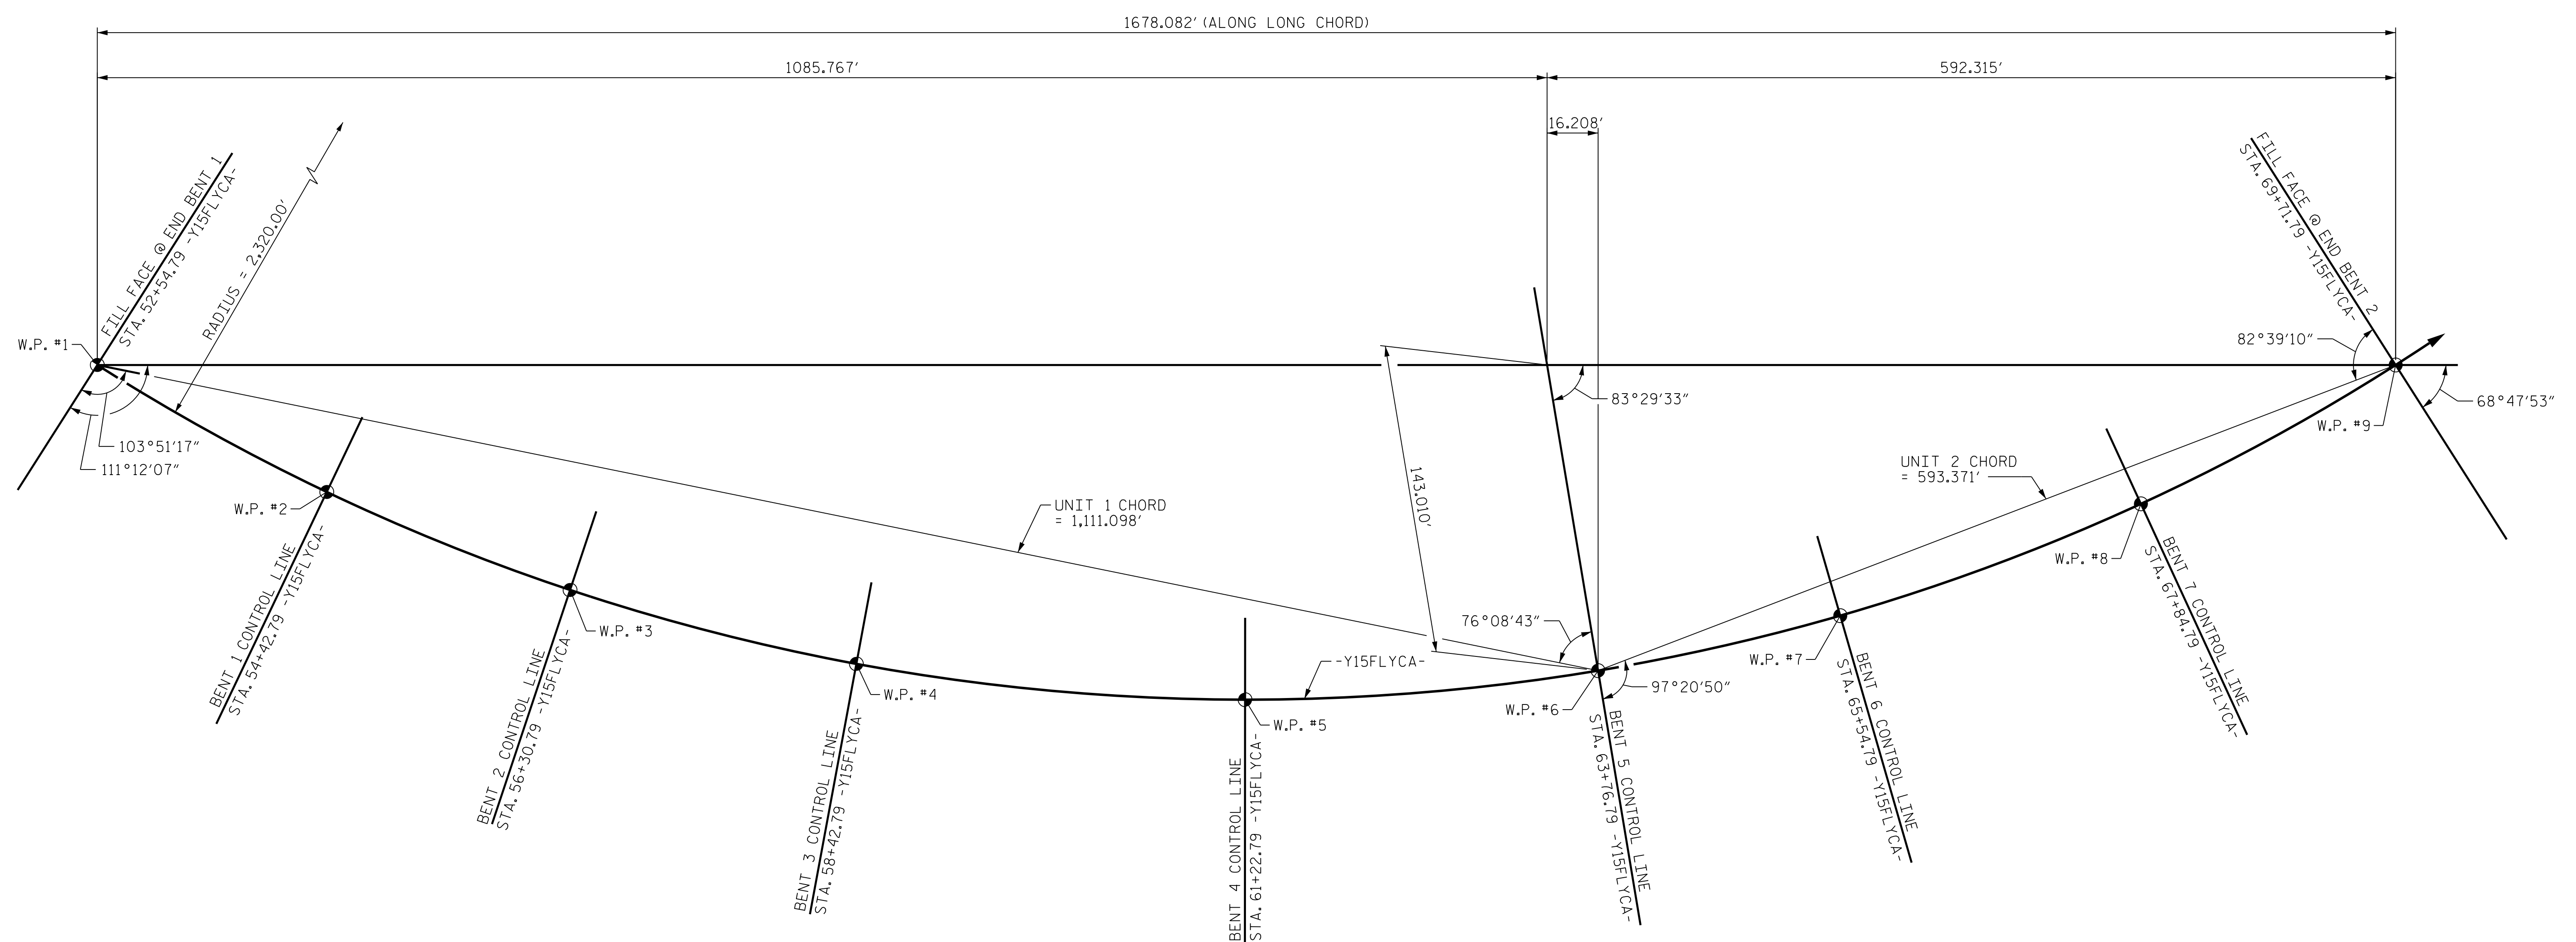 1678.082' (ALONG LONG CHORD)
1085.767'
592.315'
16.208'
FILL FACE @ END BENT 1
STA. 52+54.79 -Y15FLYCA-
RADIUS = 2,320.00'
FILL FACE @ END BENT 2
STA. 69+71.79 -Y15FLYCA-
W.P. #1
82°39'10"
83°29'33"
68°47'53"
W.P. #9
103°51'17"
111°12'07"
143.010'
UNIT 1 CHORD
= 1,111.098'
UNIT 2 CHORD
= 593.371'
W.P. #2
BENT 1 CONTROL LINE
STA. 54+42.79 -Y15FLYCA-
W.P. #3
BENT 2 CONTROL LINE
STA. 56+30.79 -Y15FLYCA-
W.P. #4
BENT 3 CONTROL LINE
STA. 58+42.79 -Y15FLYCA-
-Y15FLYCA-
W.P. #5
BENT 4 CONTROL LINE
STA. 61+22.79 -Y15FLYCA-
76°08'43"
97°20'50"
W.P. #6
BENT 5 CONTROL LINE
STA. 63+76.79 -Y15FLYCA-
W.P. #7
BENT 6 CONTROL LINE
STA. 65+54.79 -Y15FLYCA-
W.P. #8
BENT 7 CONTROL LINE
STA. 67+84.79 -Y15FLYCA-